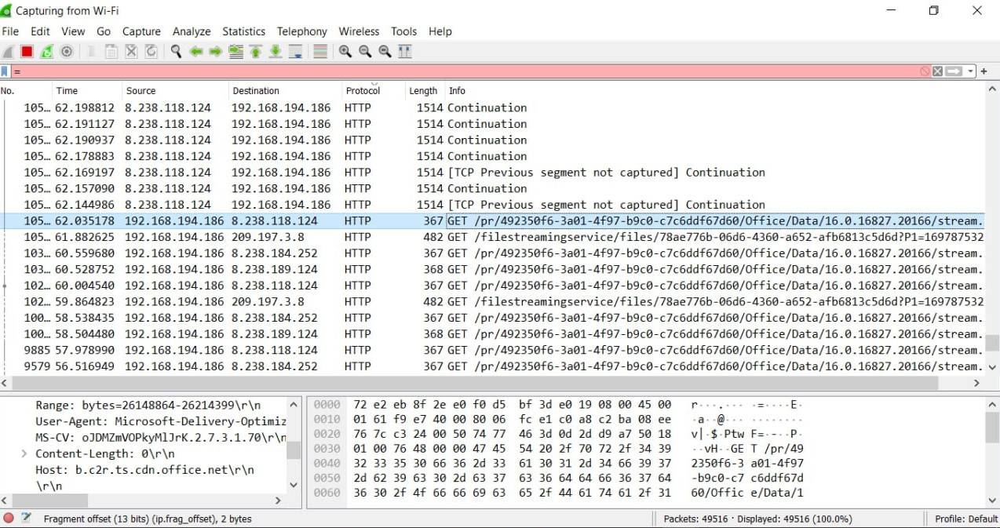 Capturing from Wi-Fi
File Edit View Go Capture Analyze Statistics Telephony Wireless Tools Help
=
No. Time Source Destination Protocol Length Info
105… 62.198812 8.238.118.124 192.168.194.186 HTTP 1514 Continuation
105… 62.191127 8.238.118.124 192.168.194.186 HTTP 1514 Continuation
105… 62.190937 8.238.118.124 192.168.194.186 HTTP 1514 Continuation
105… 62.178883 8.238.118.124 192.168.194.186 HTTP 1514 Continuation
105… 62.169197 8.238.118.124 192.168.194.186 HTTP 1514 [TCP Previous segment not captured] Continuation
105… 62.157090 8.238.118.124 192.168.194.186 HTTP 1514 Continuation
105… 62.144986 8.238.118.124 192.168.194.186 HTTP 1514 [TCP Previous segment not captured] Continuation
105… 62.035178 192.168.194.186 8.238.118.124 HTTP 367 GET /pr/492350f6-3a01-4f97-b9c0-c7c6ddf67d60/Office/Data/16.0.16827.20166/stream.
105… 61.882625 192.168.194.186 209.197.3.8 HTTP 482 GET /filestreamingservice/files/78ae776b-06d6-4360-a652-afb6813c5d6d?P1=169787532
103… 60.559680 192.168.194.186 8.238.184.252 HTTP 367 GET /pr/492350f6-3a01-4f97-b9c0-c7c6ddf67d60/Office/Data/16.0.16827.20166/stream.
103… 60.528752 192.168.194.186 8.238.189.124 HTTP 368 GET /pr/492350f6-3a01-4f97-b9c0-c7c6ddf67d60/Office/Data/16.0.16827.20166/stream.
102… 60.004540 192.168.194.186 8.238.118.124 HTTP 367 GET /pr/492350f6-3a01-4f97-b9c0-c7c6ddf67d60/Office/Data/16.0.16827.20166/stream.
102… 59.864823 192.168.194.186 209.197.3.8 HTTP 482 GET /filestreamingservice/files/78ae776b-06d6-4360-a652-afb6813c5d6d?P1=169787532
100… 58.538435 192.168.194.186 8.238.184.252 HTTP 367 GET /pr/492350f6-3a01-4f97-b9c0-c7c6ddf67d60/Office/Data/16.0.16827.20166/stream.
100… 58.504480 192.168.194.186 8.238.189.124 HTTP 368 GET /pr/492350f6-3a01-4f97-b9c0-c7c6ddf67d60/Office/Data/16.0.16827.20166/stream.
9885 57.978990 192.168.194.186 8.238.118.124 HTTP 367 GET /pr/492350f6-3a01-4f97-b9c0-c7c6ddf67d60/Office/Data/16.0.16827.20166/stream.
9579 56.516949 192.168.194.186 8.238.184.252 HTTP 367 GET /pr/492350f6-3a01-4f97-b9c0-c7c6ddf67d60/Office/Data/16.0.16827.20166/stream.
Range: bytes=26148864-26214399\r\n
User-Agent: Microsoft-Delivery-Optimiz
MS-CV: oJDMZmVOPkyMlJrK.2.7.3.1.70\r\n
Content-Length: 0\r\n
Host: b.c2r.ts.cdn.office.net\r\n
\r\n
0000 72 e2 eb 8f 2e e0 f0 d5 bf 3d e0 19 08 00 45 00 r···.··· ·=····E·
0010 01 61 f9 e7 40 00 80 06 fc e1 c0 a8 c2 ba 08 ee ·a··@··· ········
0020 76 7c c3 24 00 50 74 77 46 3d 0d 2d d9 a7 50 18 v|·$·Ptw F=·-··P·
0030 01 00 76 48 00 00 47 45 54 20 2f 70 72 2f 34 39 ··vH··GE T /pr/49
0040 32 33 35 30 66 36 2d 33 61 30 31 2d 34 66 39 37 2350f6-3 a01-4f97
0050 2d 62 39 63 30 2d 63 37 63 36 64 64 66 36 37 64 -b9c0-c7 c6ddf67d
0060 36 30 2f 4f 66 66 69 63 65 2f 44 61 74 61 2f 31 60/Offic e/Data/1
Fragment offset (13 bits) (ip.frag_offset), 2 bytes
Packets: 49516 · Displayed: 49516 (100.0%)
Profile: Default